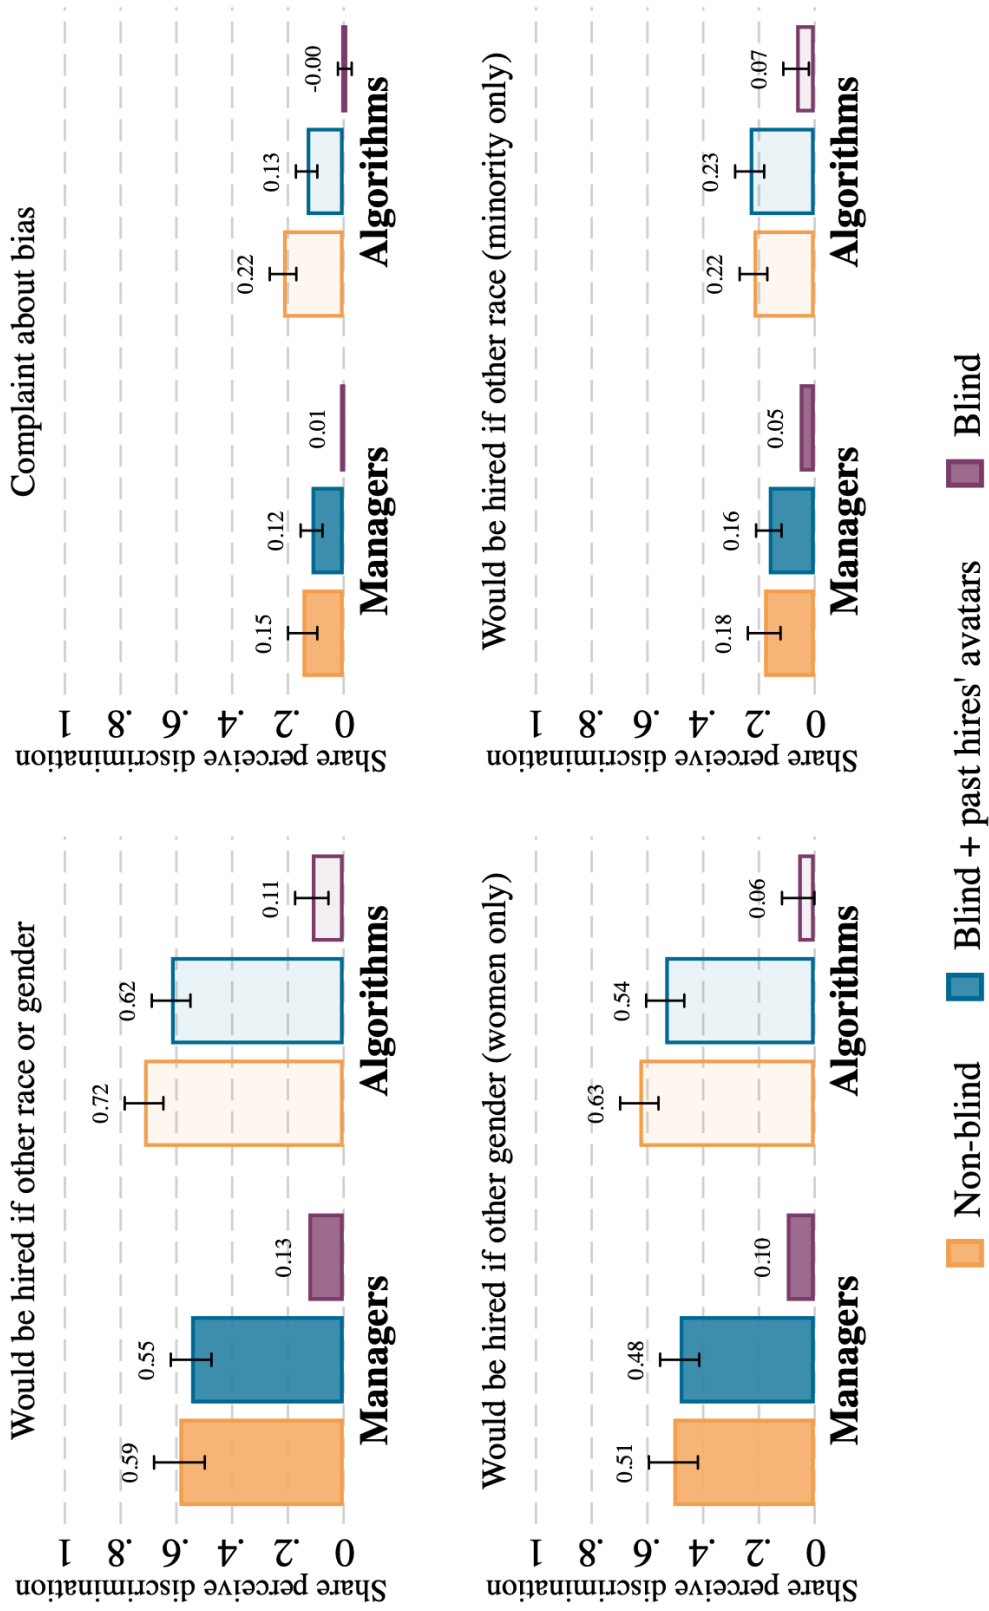 Would be hired if other race or gender
Share perceive discrimination
1
.8
.6
.4
.2
0
0.59
0.55
0.13
0.72
0.62
0.11
Managers
Algorithms
Complaint about bias
Share perceive discrimination
1
.8
.6
.4
.2
0
0.15
0.12
0.01
0.22
0.13
-0.00
Managers
Algorithms
Would be hired if other gender (women only)
Share perceive discrimination
1
.8
.6
.4
.2
0
0.51
0.48
0.10
0.63
0.54
0.06
Managers
Algorithms
Would be hired if other race (minority only)
Share perceive discrimination
1
.8
.6
.4
.2
0
0.18
0.16
0.05
0.22
0.23
0.07
Managers
Algorithms
Non-blind
Blind + past hires' avatars
Blind